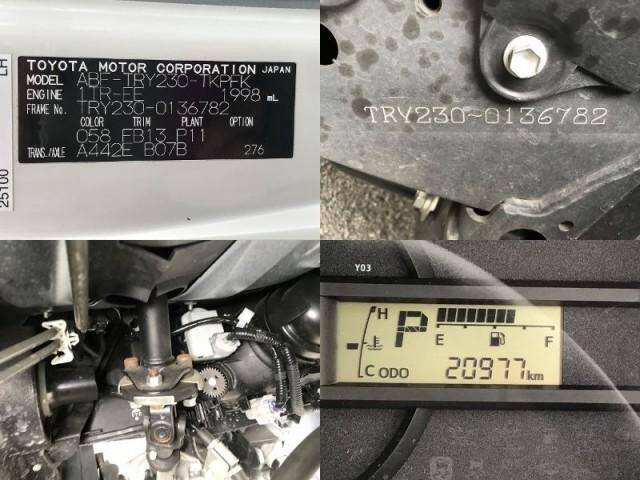 LH
25100
TOYOTA MOTOR CORPORATION JAPAN
MODEL ABF-TRY230-TKPFK
ENGINE 1TR-FE 1998 mL
FRAME No. TRY230-0136782
COLOR TRIM PLANT OPTION
058 FB13 P11
TRANS./AXLE A442E B07B 276
TRY230-0136782
Y03
H
P
E F
C ODO 20977 km